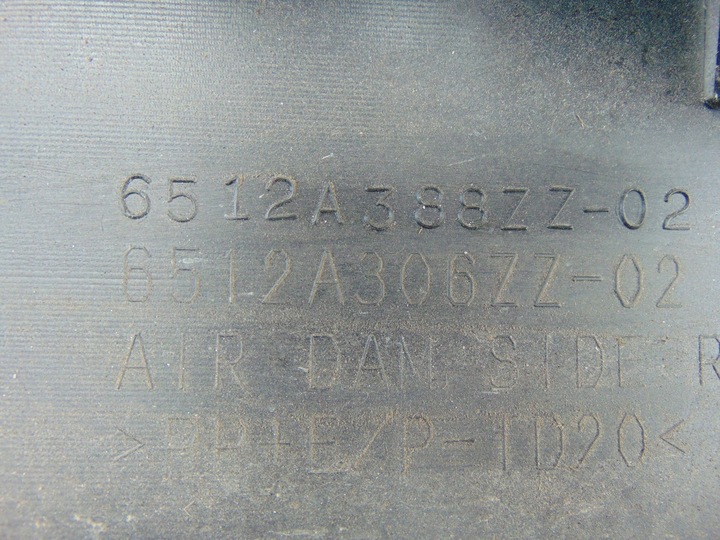 6512A388ZZ-02
6512A306ZZ-02
AIR DAM, SIDE R
>PP+E/P-TD20<